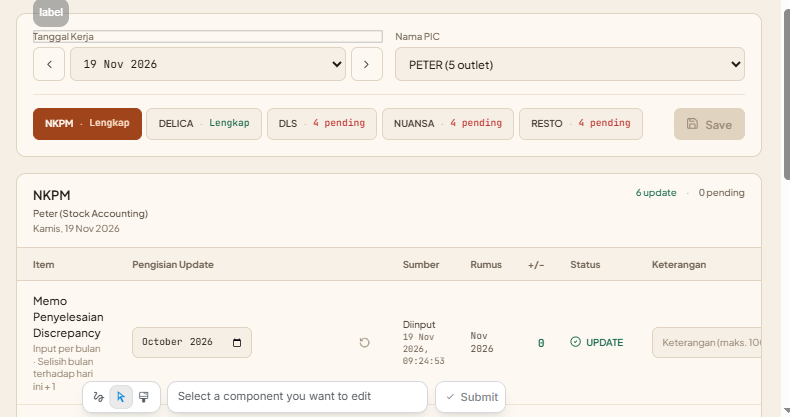 label
Tanggal Kerja
Nama PIC
19 Nov 2026
PETER (5 outlet)
NKPM · Lengkap
DELICA · Lengkap
DLS · 4 pending
NUANSA · 4 pending
RESTO · 4 pending
Save
NKPM
6 update · 0 pending
Peter (Stock Accounting)
Kamis, 19 Nov 2026
Item
Pengisian Update
Sumber
Rumus
+/-
Status
Keterangan
Memo
Penyelesaian
Discrepancy
Input per bulan
· Selisih bulan
terhadap hari
ini + 1
October 2026
Diinput
19 Nov
2026,
09:24:53
Nov
2026
0
UPDATE
Keterangan (maks. 100
Select a component you want to edit
Submit